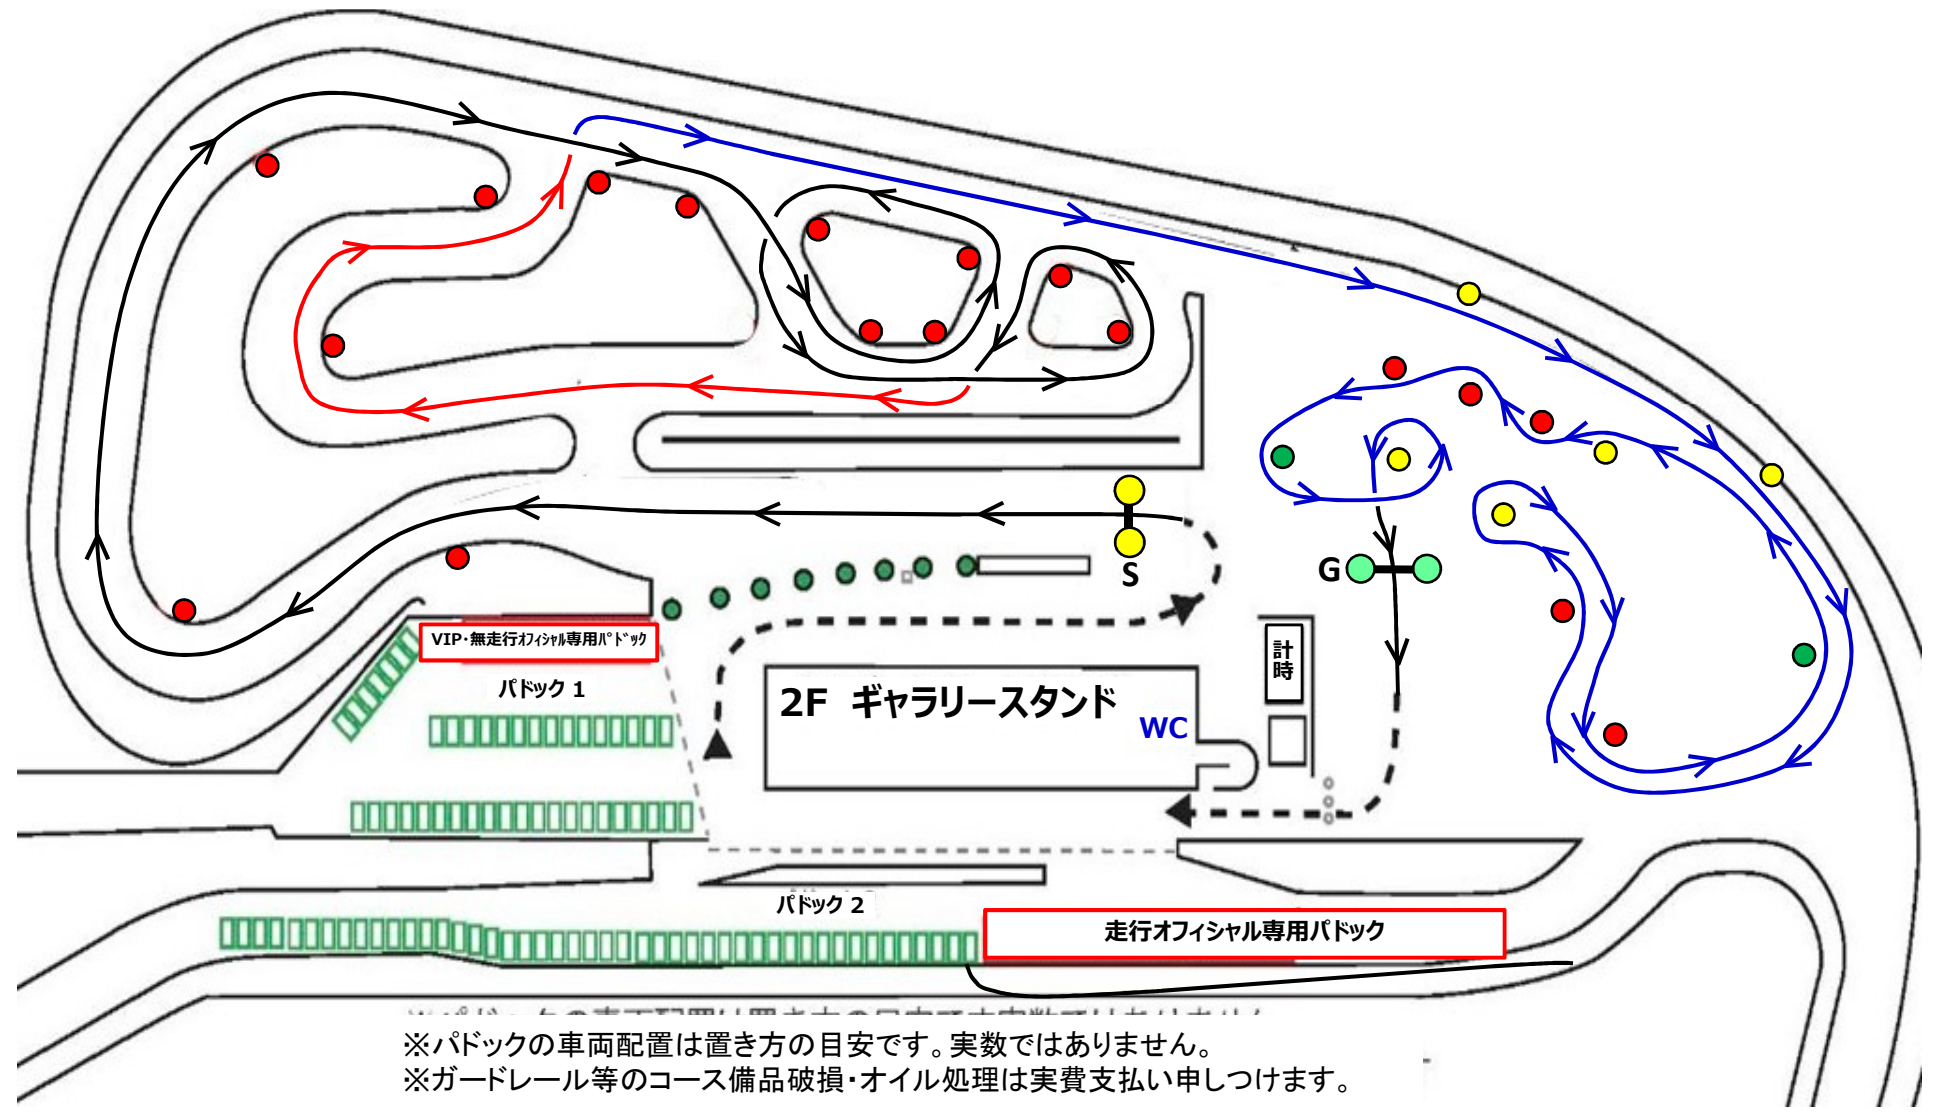 S
G
VIP・無走行ｵﾌｨｼｬﾙ専用ﾊﾟﾄﾞｯｸ
計時
パドック 1
2F ギャラリースタンド
WC
パドック 2
走行オフィシャル専用パドック
※パドックの車両配置は置き方の目安です。実数ではありません。
※ガードレール等のコース備品破損・オイル処理は実費支払い申しつけます。